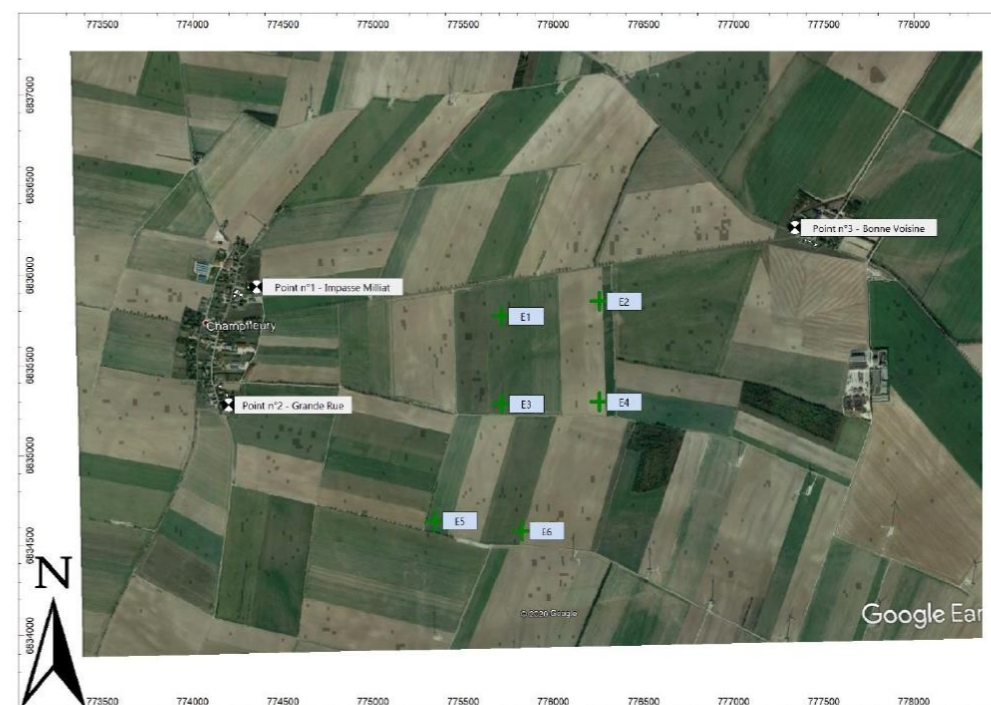 773500 774000 774500 775000 775500 776000 776500 777000 777500 778000
6837000
6836500
Point n°3 - Bonne Voisine
6836000
Point n°1 - Impasse Milliat
E2
E1
Champfleury
6835500
Point n°2 - Grande Rue
E3
E4
6835000
E5
E6
6834500
N
© 2020 Google
Google Ear
6834000
773500 774000 774500 775000 775500 776000 776500 777000 777500 778000